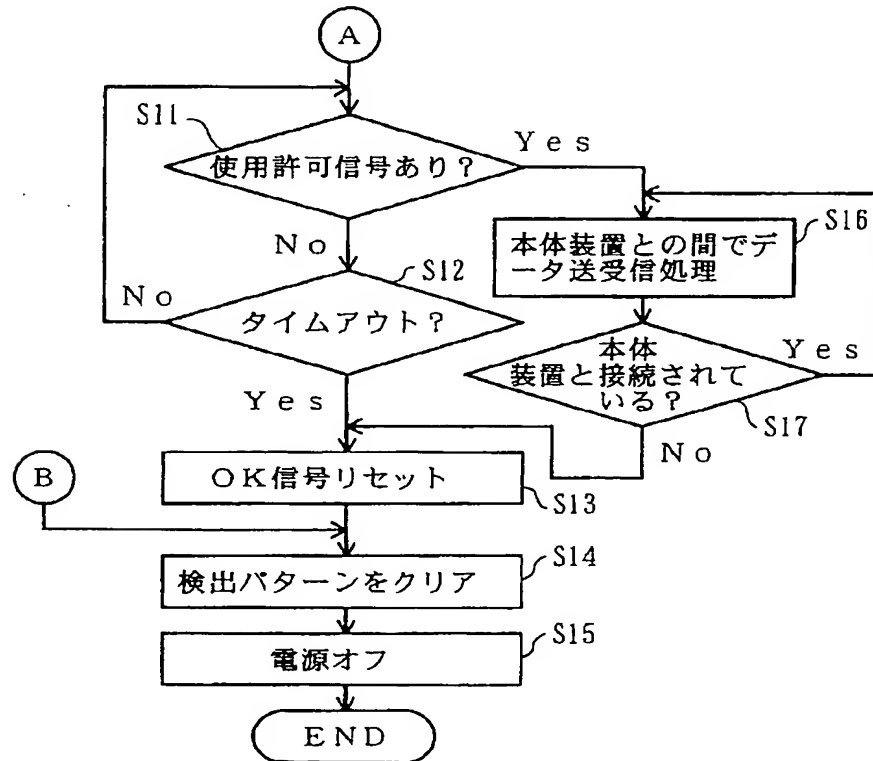 A
S11
使用許可信号あり？
Yes
No
S12
タイムアウト？
No
Yes
S16
本体装置との間でデ
ータ送受信処理
本体
装置と接続されて
いる？
Yes
S17
No
B
OK信号リセット
S13
検出パターンをクリア
S14
電源オフ
S15
END